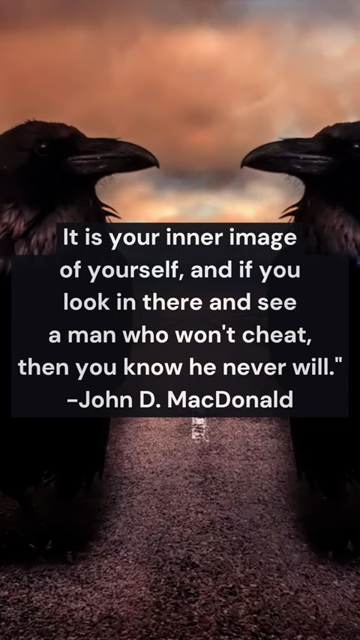 It is your inner image
of yourself, and if you
look in there and see
a man who won't cheat,
then you know he never will."
–John D. MacDonald